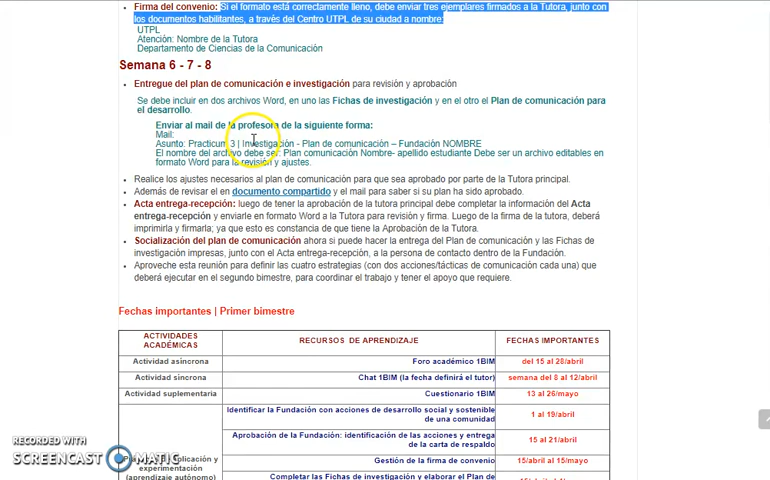 Firma del convenio: Si el formato está correctamente lleno, debe enviar tres ejemplares firmados a la Tutora, junto con
los documentos habilitantes, a través del Centro UTPL de su ciudad a nombre:
UTPL
Atención: Nombre de la Tutora
Departamento de Ciencias de la Comunicación
Semana 6 - 7 - 8
Entregue del plan de comunicación e investigación para revisión y aprobación
Se debe incluir en dos archivos Word, en uno las Fichas de investigación y en el otro el Plan de comunicación para
el desarrollo.
Enviar al mail de la profesora de la siguiente forma:
Mail:
Asunto: Practicum 3 | Investigación - Plan de comunicación – Fundación NOMBRE
El nombre del archivo debe ser: Plan comunicación Nombre- apellido estudiante Debe ser un archivo editables en
formato Word para la revisión y ajustes.
Realice los ajustes necesarios al plan de comunicación para que sea aprobado por parte de la Tutora principal.
Además de revisar el en documento compartido y el mail para saber si su plan ha sido aprobado.
Acta entrega-recepción: luego de tener la aprobación de la tutora principal debe completar la información del Acta
entrega-recepción y enviarle en formato Word a la Tutora para revisión y firma. Luego de la firma de la tutora, deberá
imprimirla y firmarla; ya que esto es constancia de que tiene la Aprobación de la Tutora.
Socialización del plan de comunicación ahora si puede hacer la entrega del Plan de comunicación y las Fichas de
investigación impresas, junto con el Acta entrega-recepción, a la persona de contacto dentro de la Fundación.
Aproveche esta reunión para definir las cuatro estrategias (con dos acciones/tácticas de comunicación cada una) que
deberá ejecutar en el segundo bimestre, para coordinar el trabajo y tener el apoyo que requiere.
Fechas importantes | Primer bimestre
ACTIVIDADES
ACADÉMICAS
RECURSOS DE APRENDIZAJE
FECHAS IMPORTANTES
Actividad asíncrona
Foro académico 1BIM
del 15 al 28/abril
Actividad síncrona
Chat 1BIM (la fecha definirá el tutor)
semana del 8 al 12/abril
Actividad suplementaria
Cuestionario 1BIM
13 al 26/mayo
Identificar la Fundación con acciones de desarrollo social y sostenible
de una comunidad
1 al 19/abril
Aprobación de la Fundación: identificación de las acciones y entrega
de la carta de respaldo
15 al 21/abril
plicación y
experimentación
(aprendizaje autónomo)
Gestión de la firma de convenio
15/abril al 15/mayo
Completar las Fichas de investigación y elaborar el Plan de
RECORDED WITH
SCREENCAST MATIC